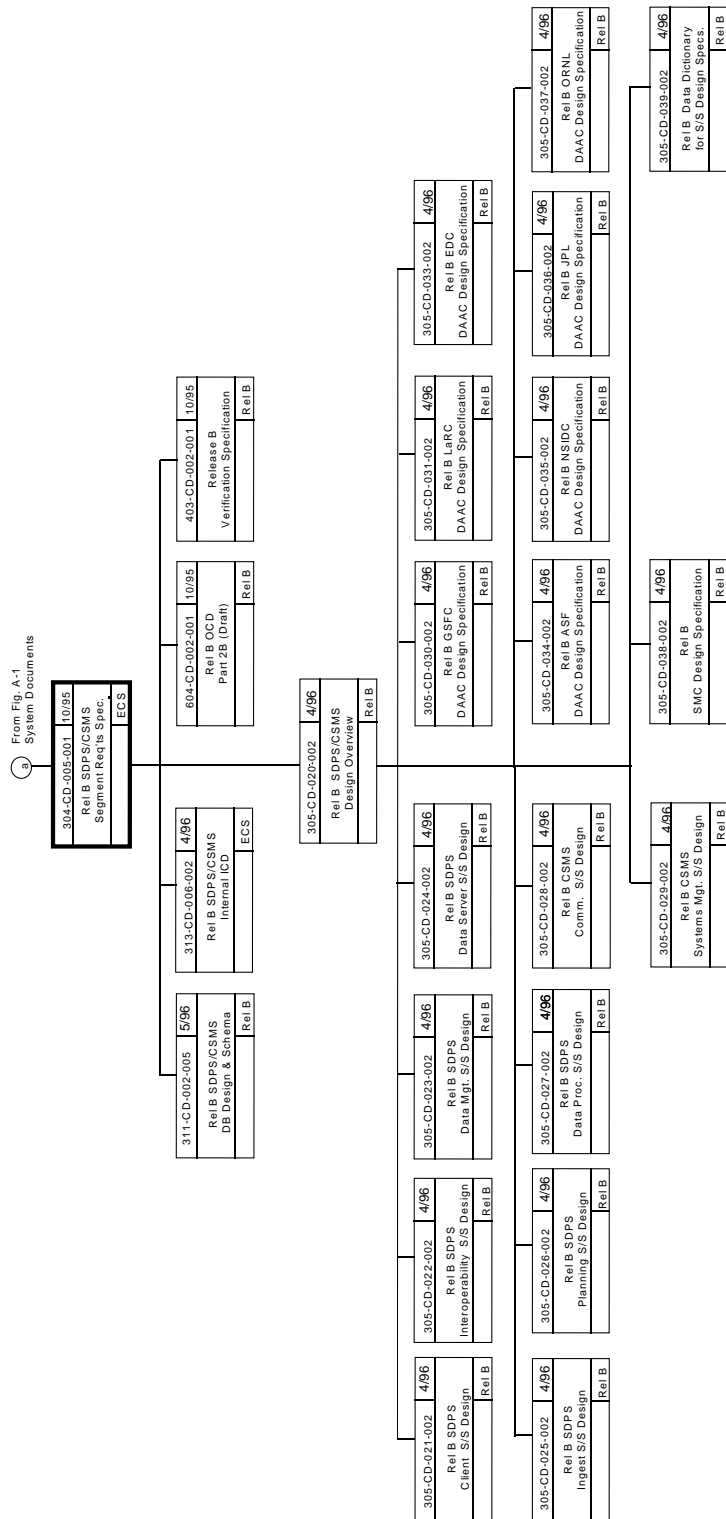 a
From Fig. A-1
System Documents
304-CD-005-001 10/95
Rel B SDPS/CSMS
Segment Req'ts Spec.
ECS
311-CD-002-005 5/96
Rel B SDPS/CSMS
DB Design & Schema
Rel B
313-CD-006-002 4/96
Rel B SDPS/CSMS
Internal ICD
ECS
604-CD-002-001 10/95
Rel B OCD
Part 2B (Draft)
Rel B
403-CD-002-001 10/95
Release B
Verification Specification
Rel B
305-CD-020-002 4/96
Rel B SDPS/CSMS
Design Overview
Rel B
305-CD-021-002 4/96
Rel B SDPS
Client S/S Design
Rel B
305-CD-022-002 4/96
Rel B SDPS
Interoperability S/S Design
Rel B
305-CD-023-002 4/96
Rel B SDPS
Data Mgt. S/S Design
Rel B
305-CD-024-002 4/96
Rel B SDPS
Data Server S/S Design
Rel B
305-CD-030-002 4/96
Rel B GSFC
DAAC Design Specification
Rel B
305-CD-031-002 4/96
Rel B LaRC
DAAC Design Specification
Rel B
305-CD-033-002 4/96
Rel B EDC
DAAC Design Specification
Rel B
305-CD-025-002 4/96
Rel B SDPS
Ingest S/S Design
Rel B
305-CD-026-002 4/96
Rel B SDPS
Planning S/S Design
Rel B
305-CD-027-002 4/96
Rel B SDPS
Data Proc. S/S Design
Rel B
305-CD-028-002 4/96
Rel B CSMS
Comm. S/S Design
Rel B
305-CD-034-002 4/96
Rel B ASF
DAAC Design Specification
Rel B
305-CD-035-002 4/96
Rel B NSIDC
DAAC Design Specification
Rel B
305-CD-036-002 4/96
Rel B JPL
DAAC Design Specification
Rel B
305-CD-037-002 4/96
Rel B ORNL
DAAC Design Specification
Rel B
305-CD-029-002 4/96
Rel B CSMS
Systems Mgt. S/S Design
Rel B
305-CD-038-002 4/96
Rel B
SMC Design Specification
Rel B
305-CD-039-002 4/96
Rel B Data Dictionary
for S/S Design Specs.
Rel B